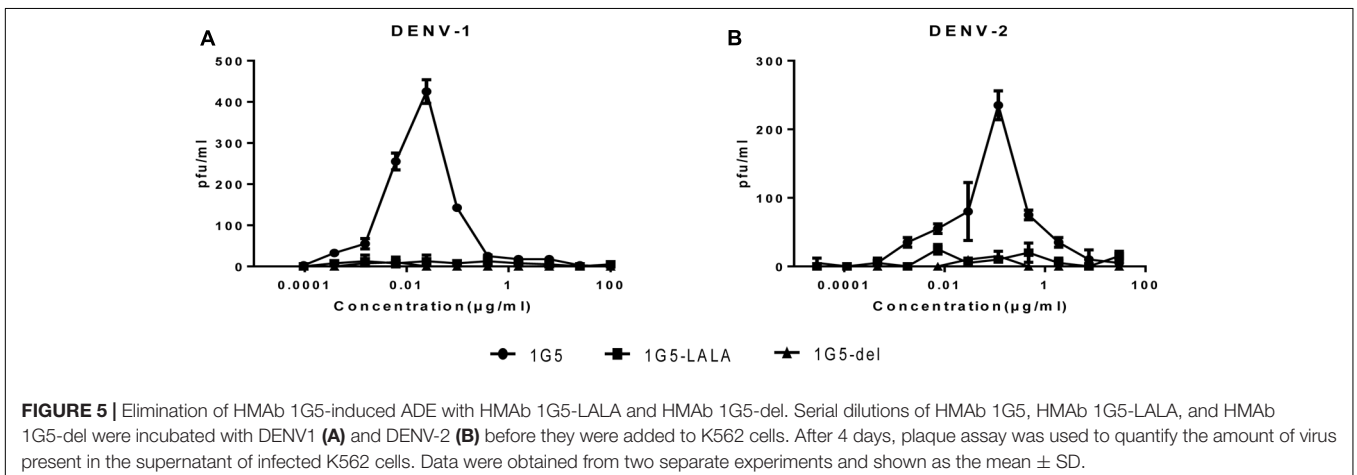 A
DENV-1
500
400
300
200
100
0
pfu/ml
0.0001
0.01
1
100
Concentration(µg/ml)
B
DENV-2
300
200
100
0
pfu/ml
0.0001
0.01
1
100
Concentration(µg/ml)
1G5
1G5-LALA
1G5-del
FIGURE 5 | Elimination of HMAb 1G5-induced ADE with HMAb 1G5-LALA and HMAb 1G5-del. Serial dilutions of HMAb 1G5, HMAb 1G5-LALA, and HMAb
1G5-del were incubated with DENV1 (A) and DENV-2 (B) before they were added to K562 cells. After 4 days, plaque assay was used to quantify the amount of virus
present in the supernatant of infected K562 cells. Data were obtained from two separate experiments and shown as the mean ± SD.